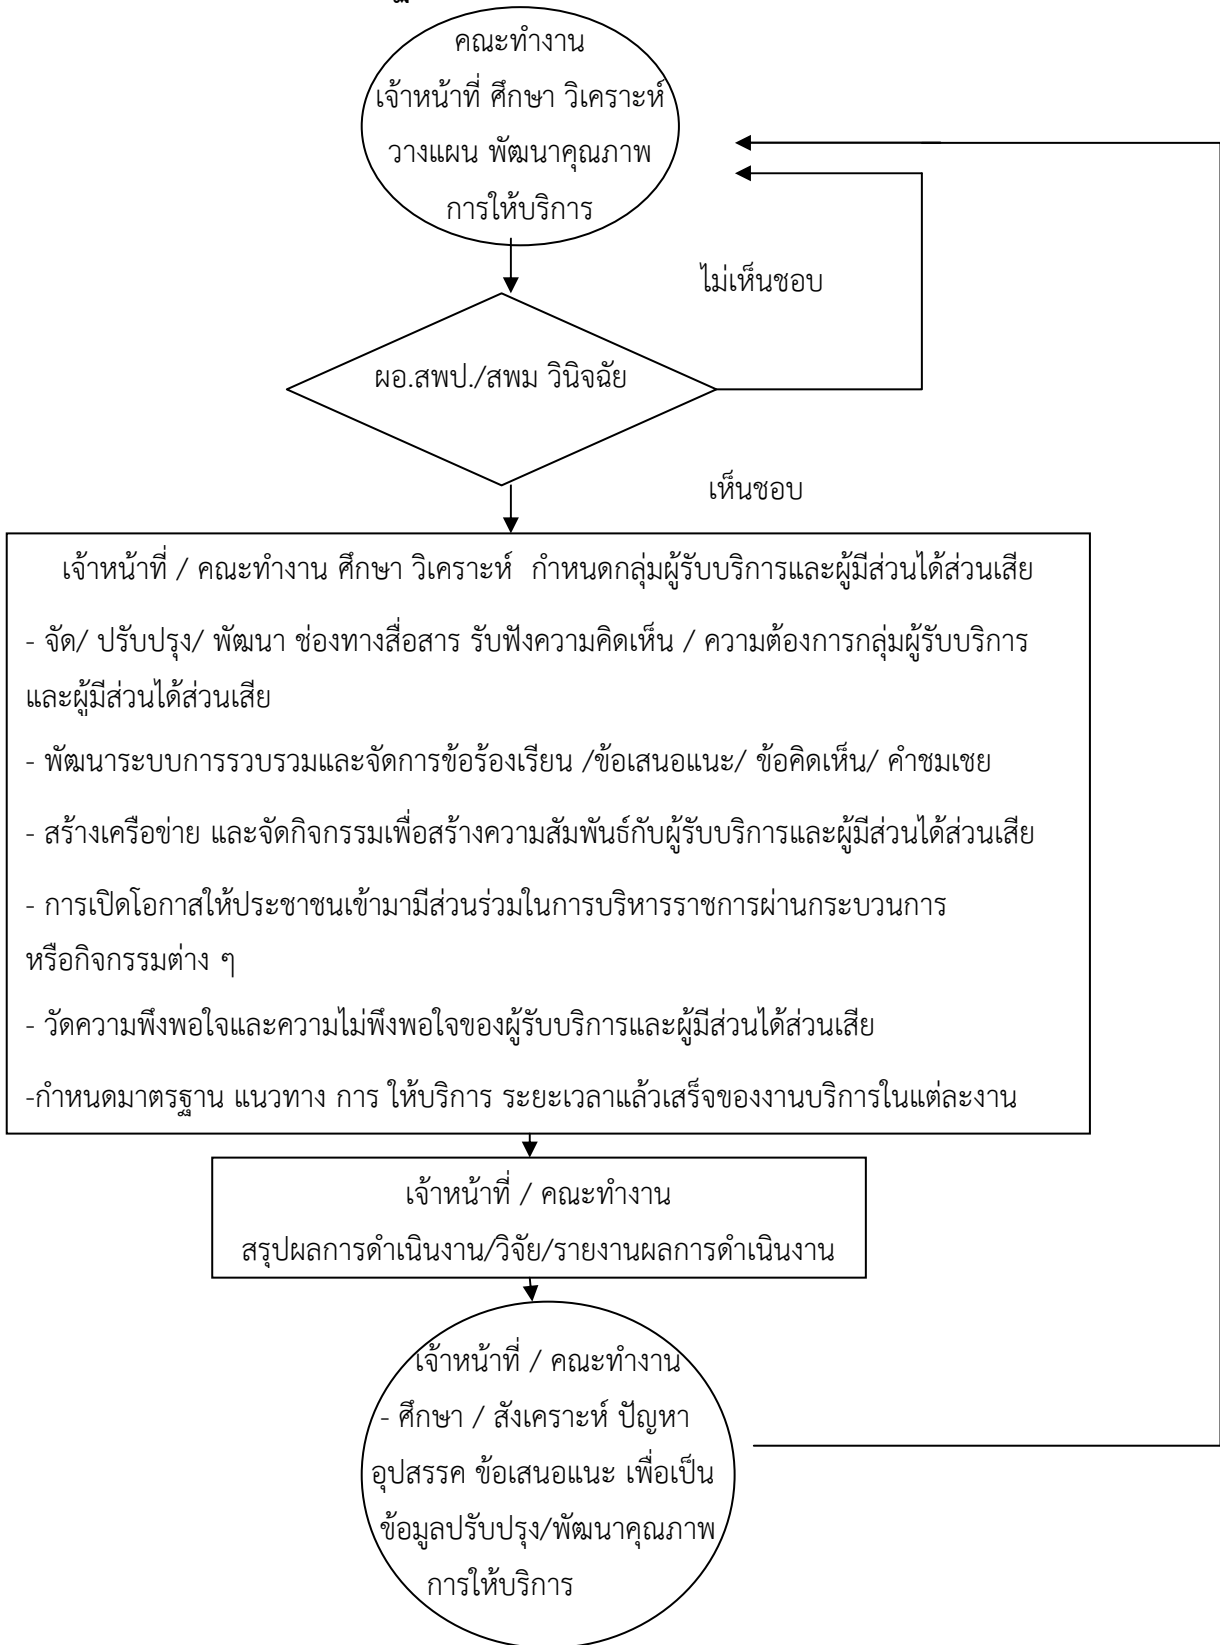 คณะทำงาน
เจ้าหน้าที่ ศึกษา วิเคราะห์
วางแผน พัฒนาคุณภาพ
การให้บริการ
ไม่เห็นชอบ
ผอ.สพป./สพม วินิจฉัย
เห็นชอบ
เจ้าหน้าที่ / คณะทำงาน ศึกษา วิเคราะห์ กำหนดกลุ่มผู้รับบริการและผู้มีส่วนได้ส่วนเสีย
- จัด/ ปรับปรุง/ พัฒนา ช่องทางสื่อสาร รับฟังความคิดเห็น / ความต้องการกลุ่มผู้รับบริการ
และผู้มีส่วนได้ส่วนเสีย
- พัฒนาระบบการรวบรวมและจัดการข้อร้องเรียน /ข้อเสนอแนะ/ ข้อคิดเห็น/ คำชมเชย
- สร้างเครือข่าย และจัดกิจกรรมเพื่อสร้างความสัมพันธ์กับผู้รับบริการและผู้มีส่วนได้ส่วนเสีย
- การเปิดโอกาสให้ประชาชนเข้ามามีส่วนร่วมในการบริหารราชการผ่านกระบวนการ
หรือกิจกรรมต่าง ๆ
- วัดความพึงพอใจและความไม่พึงพอใจของผู้รับบริการและผู้มีส่วนได้ส่วนเสีย
-กำหนดมาตรฐาน แนวทาง การ ให้บริการ ระยะเวลาแล้วเสร็จของงานบริการในแต่ละงาน
เจ้าหน้าที่ / คณะทำงาน
สรุปผลการดำเนินงาน/วิจัย/รายงานผลการดำเนินงาน
เจ้าหน้าที่ / คณะทำงาน
- ศึกษา / สังเคราะห์ ปัญหา
อุปสรรค ข้อเสนอแนะ เพื่อเป็น
ข้อมูลปรับปรุง/พัฒนาคุณภาพ
การให้บริการ